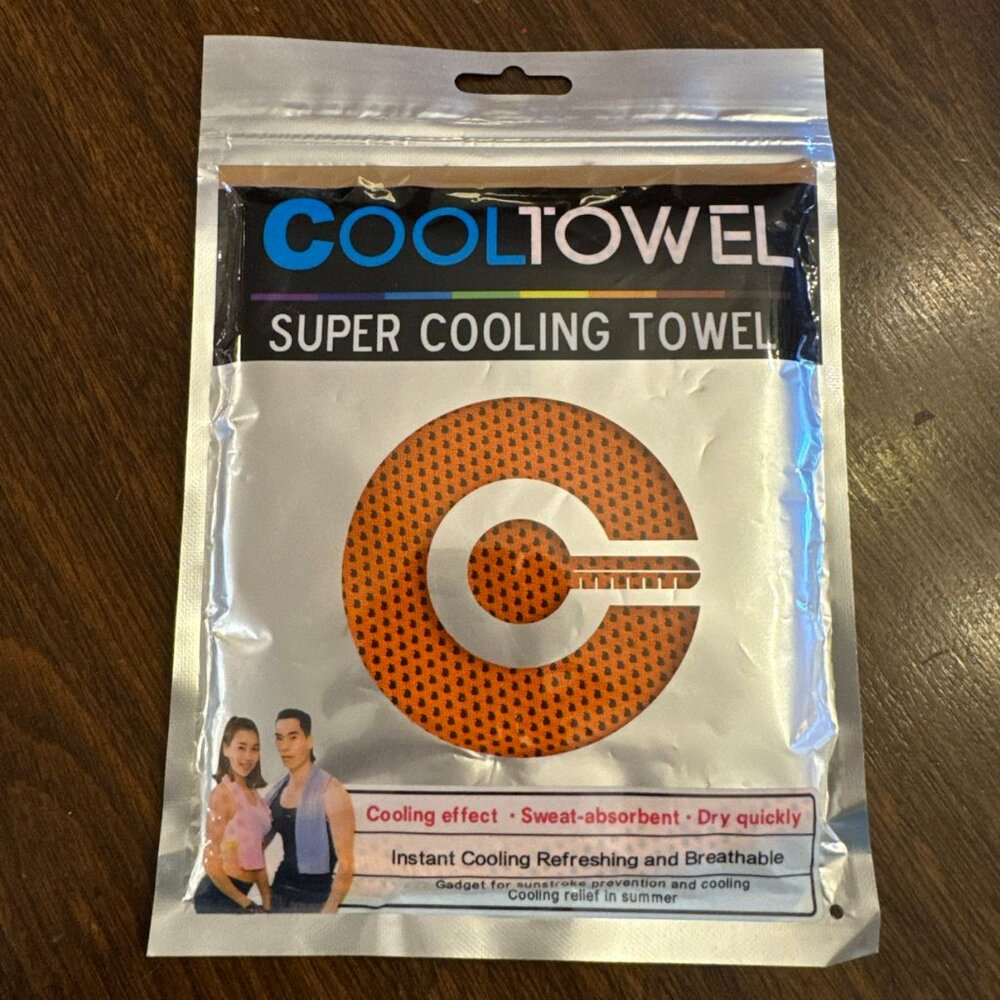 COOLTOWEL
SUPER COOLING TOWEL
Cooling effect · Sweat-absorbent · Dry quickly
Instant Cooling Refreshing and Breathable
Gadget for sunstroke prevention and cooling
Cooling relief in summer